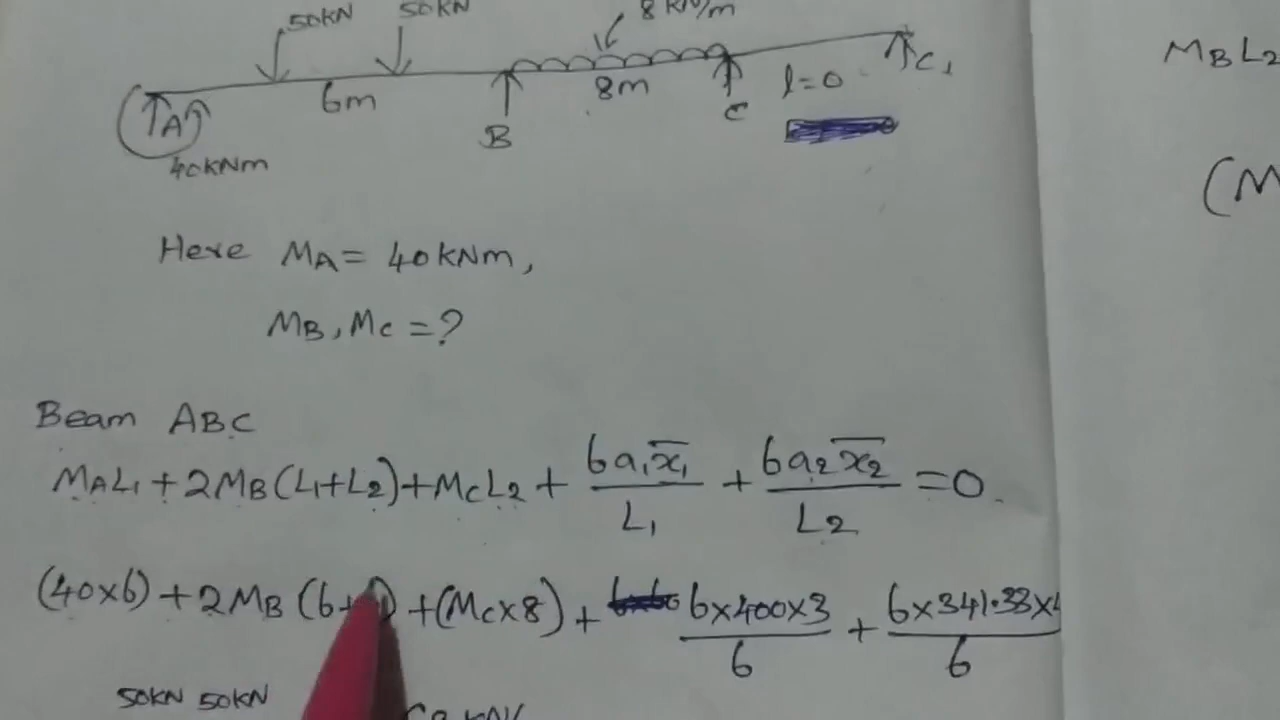 50KN 50KN 8 KN/m
6m 8m l=0 C1
A B C
40KNm
MBL2
(M
Here MA = 40KNm,
MB, MC = ?
Beam ABC
MAL1 + 2MB(L1+L2) + MCL2 + 6a1x̄1/L1 + 6a2x̄2/L2 = 0.
(40×6) + 2MB(6+ ) + (MC×8) + 6×400×3/6 + 6×341.33×4/6
50KN 50KN